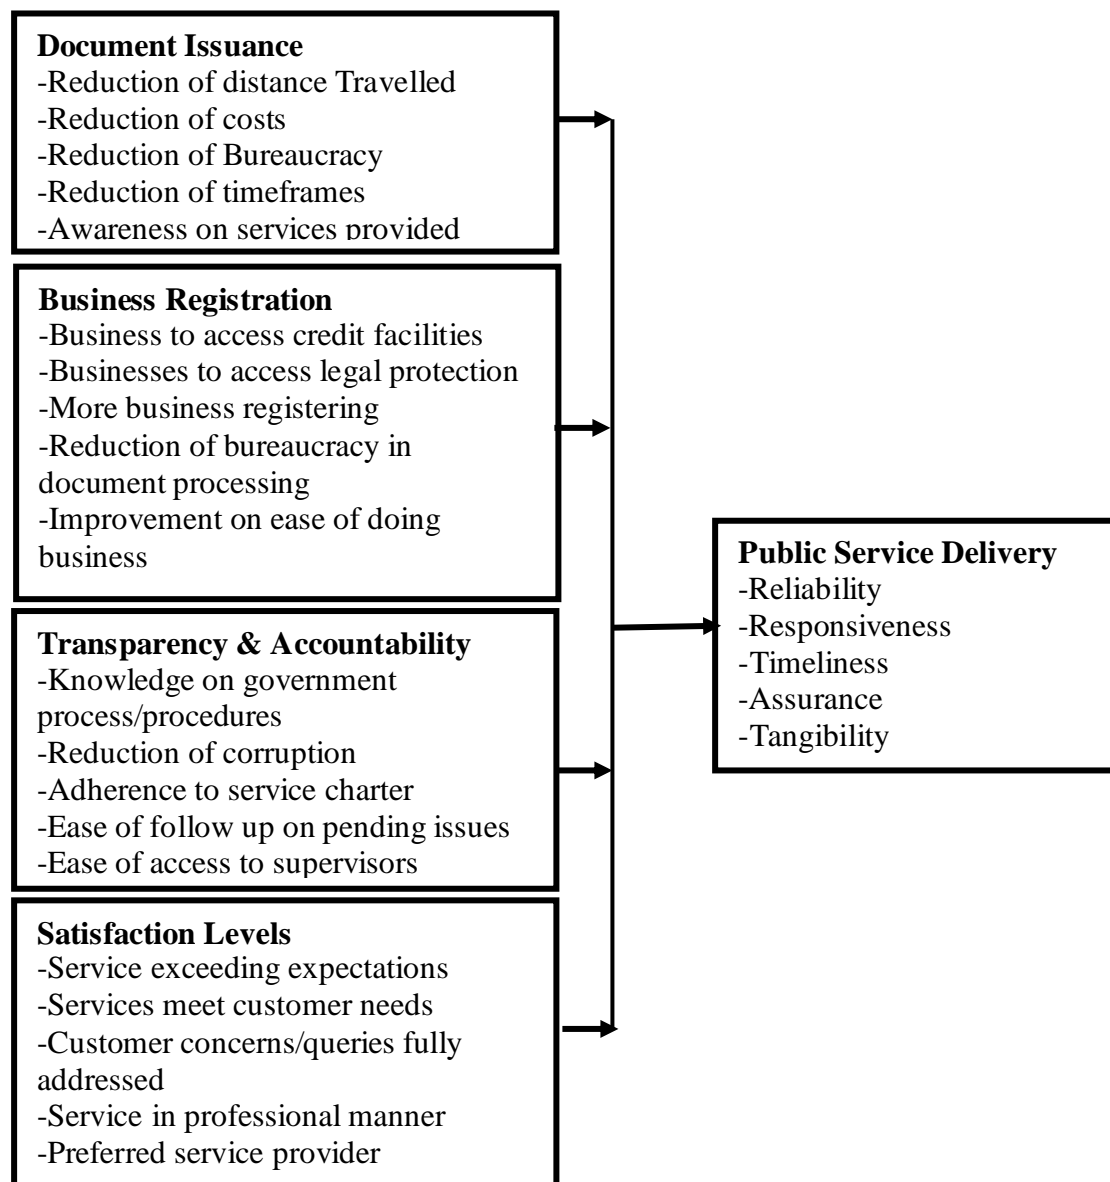 Document Issuance
-Reduction of distance Travelled
-Reduction of costs
-Reduction of Bureaucracy
-Reduction of timeframes
-Awareness on services provided
Business Registration
-Business to access credit facilities
-Businesses to access legal protection
-More business registering
-Reduction of bureaucracy in
document processing
-Improvement on ease of doing
business
Transparency & Accountability
-Knowledge on government
process/procedures
-Reduction of corruption
-Adherence to service charter
-Ease of follow up on pending issues
-Ease of access to supervisors
Satisfaction Levels
-Service exceeding expectations
-Services meet customer needs
-Customer concerns/queries fully
addressed
-Service in professional manner
-Preferred service provider
Public Service Delivery
-Reliability
-Responsiveness
-Timeliness
-Assurance
-Tangibility